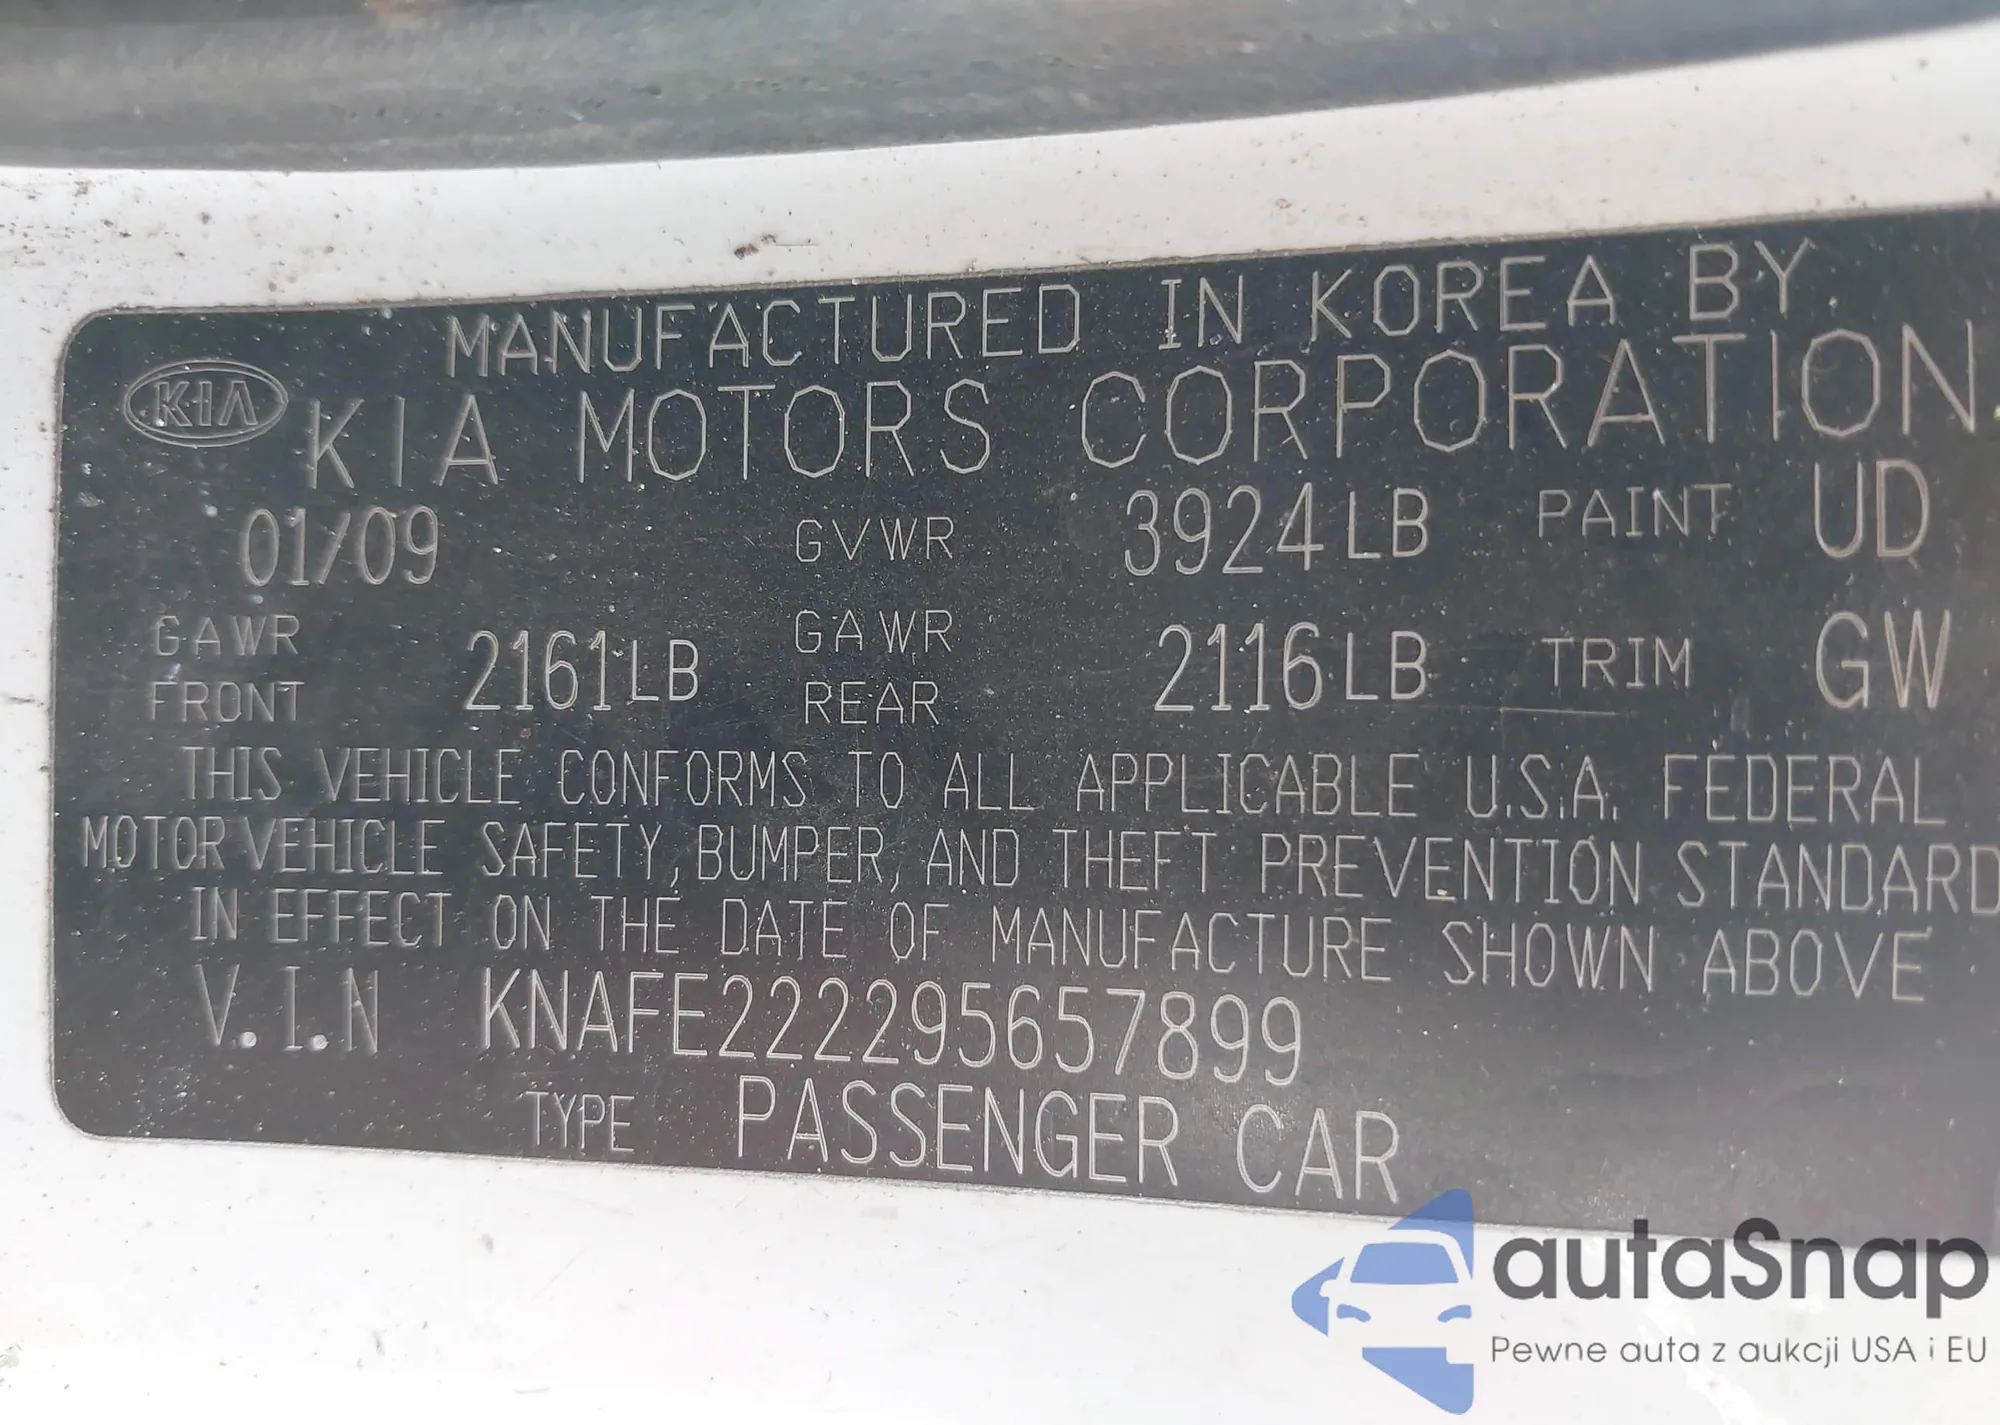 MANUFACTURED IN KOREA BY
KIA
KIA MOTORS CORPORATION
01/09 GVWR 3924LB PAINT UD
GAWR FRONT 2161LB GAWR REAR 2116LB TRIM GW
THIS VEHICLE CONFORMS TO ALL APPLICABLE U.S.A. FEDERAL
MOTOR VEHICLE SAFETY, BUMPER, AND THEFT PREVENTION STANDARD
IN EFFECT ON THE DATE OF MANUFACTURE SHOWN ABOVE
V.I.N KNAFE222295657899
TYPE PASSENGER CAR
autaSnap
Pewne auta z aukcji USA i EU